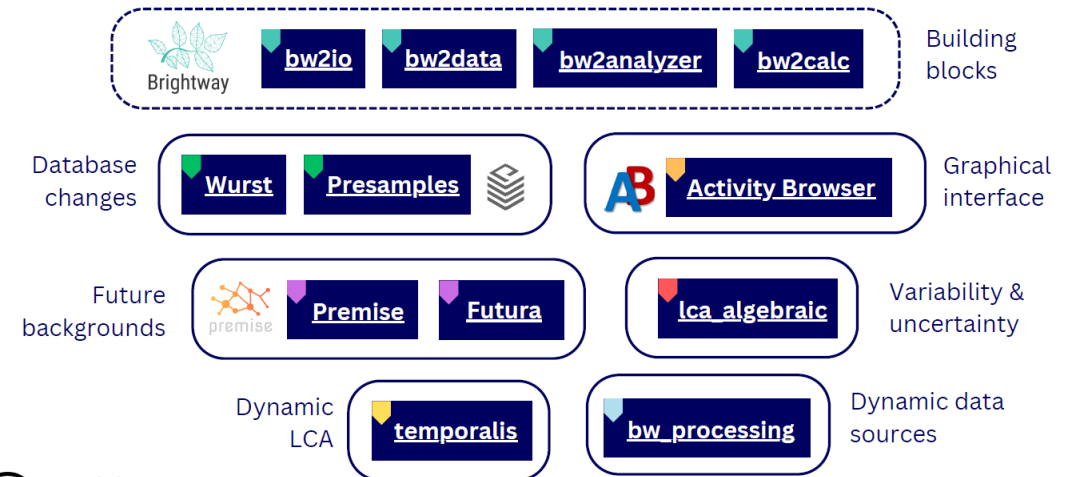 Brightway
bw2io
bw2data
bw2analyzer
bw2calc
Building
blocks
Database
changes
Wurst
Presamples
AB
Activity Browser
Graphical
interface
Future
backgrounds
premise
Premise
Futura
lca_algebraic
Variability &
uncertainty
Dynamic
LCA
temporalis
bw_processing
Dynamic data
sources